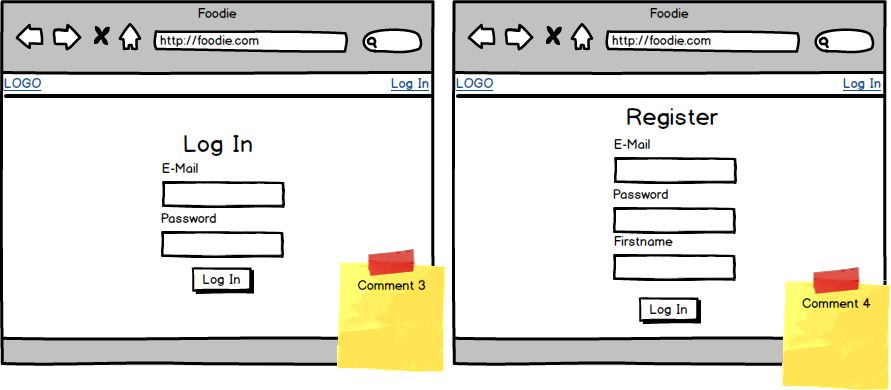 Foodie
http://foodie.com
LOGO
Log In
Log In
E-Mail
Password
Log In
Comment 3
Foodie
http://foodie.com
LOGO
Log In
Register
E-Mail
Password
Firstname
Log In
Comment 4